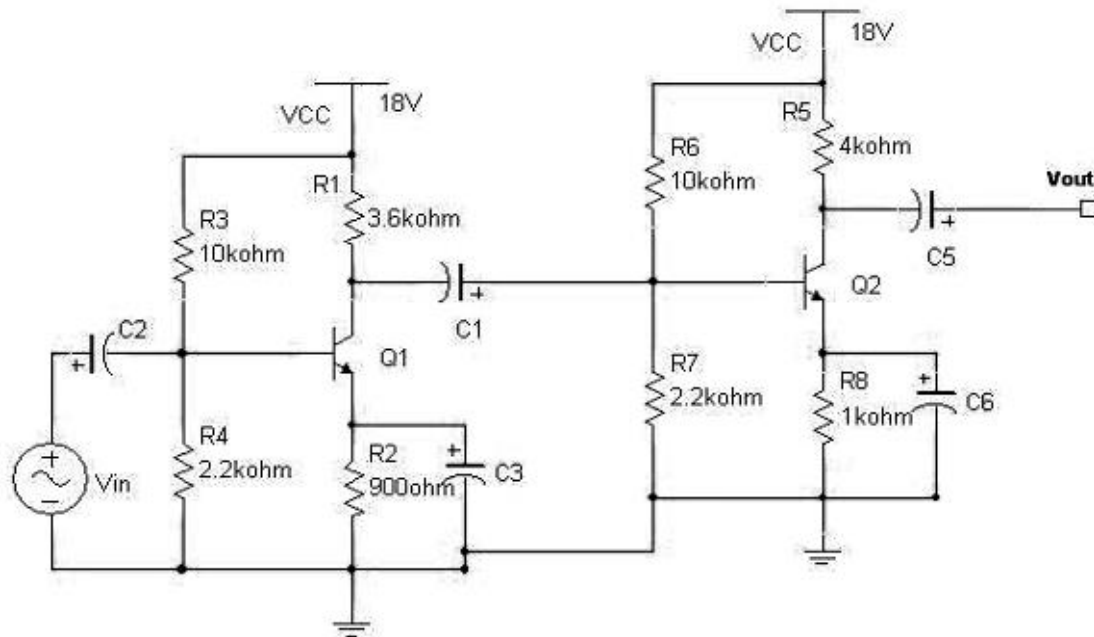 VCC
18V
VCC
18V
R5
4kohm
R6
10kohm
Vout
R1
3.6kohm
R3
10kohm
C5
+
Q2
C1
+
C2
+
Q1
R7
2.2kohm
R8
1kohm
+
C6
R4
2.2kohm
R2
900ohm
+
C3
+
Vin